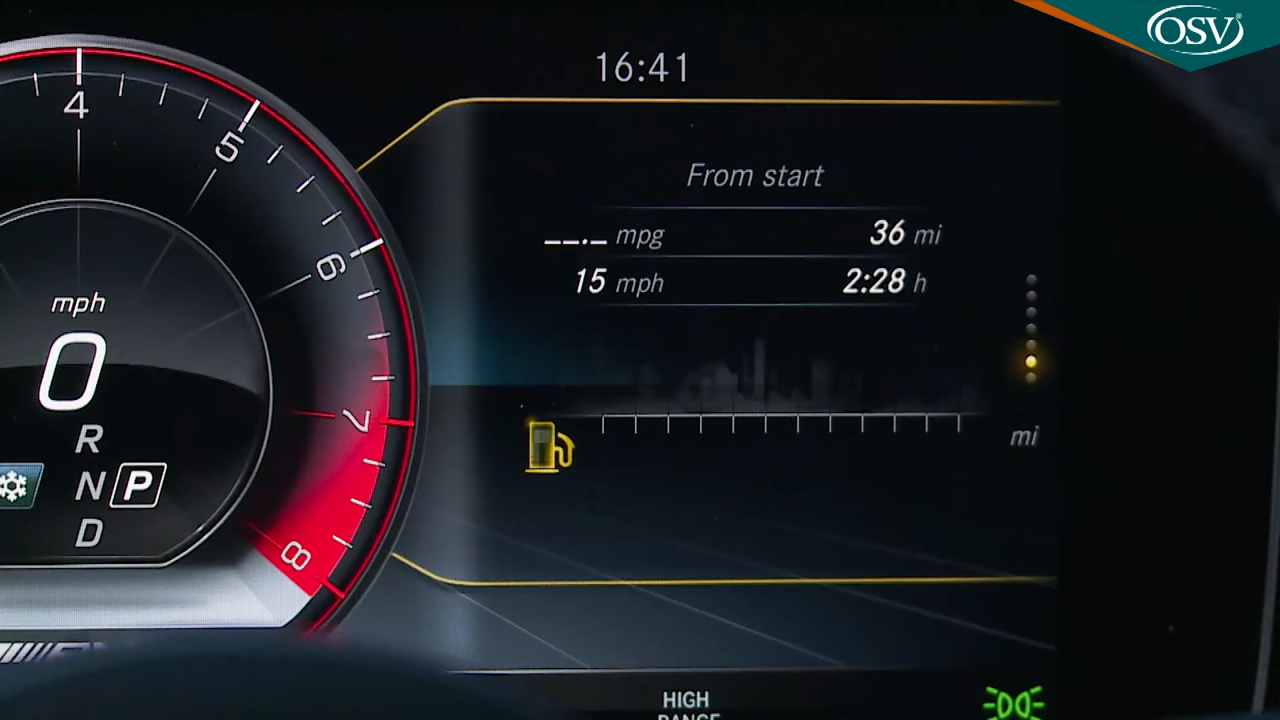 OSV®
16:41
4
5
6
7
8
From start
--.- mpg 36 mi
15 mph 2:28 h
mi
mph
0
R
N P
D
HIGH
RANGE